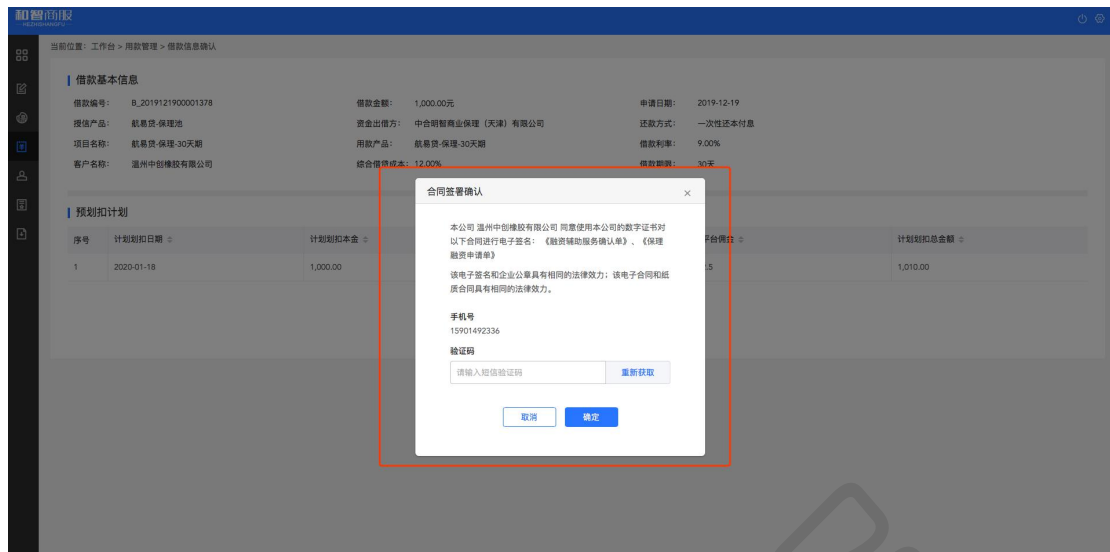 和智商服
HEZHISHANGFU
当前位置：工作台 > 用款管理 > 借款信息确认
借款基本信息
借款编号： B_2019121900001378 借款金额： 1,000.00元 申请日期： 2019-12-19
授信产品： 航易贷-保理池 资金出借方： 中合明智商业保理（天津）有限公司 还款方式： 一次性还本付息
项目名称： 航易贷-保理-30天期 用款产品： 航易贷-保理-30天期 借款利率： 9.00%
客户名称： 温州中创橡胶有限公司 综合借贷成本： 12.00% 借款期限： 30天
预划扣计划
序号 计划划扣日期 计划划扣本金 平台佣金 计划划扣总金额
1 2020-01-18 1,000.00 2.5 1,010.00
合同签署确认
本公司 温州中创橡胶有限公司 同意使用本公司的数字证书对
以下合同进行电子签名：《融资辅助服务确认单》、《保理
融资申请单》
该电子签名和企业公章具有相同的法律效力；该电子合同和纸
质合同具有相同的法律效力。
手机号
15901492336
验证码
请输入短信验证码 重新获取
取消 确定